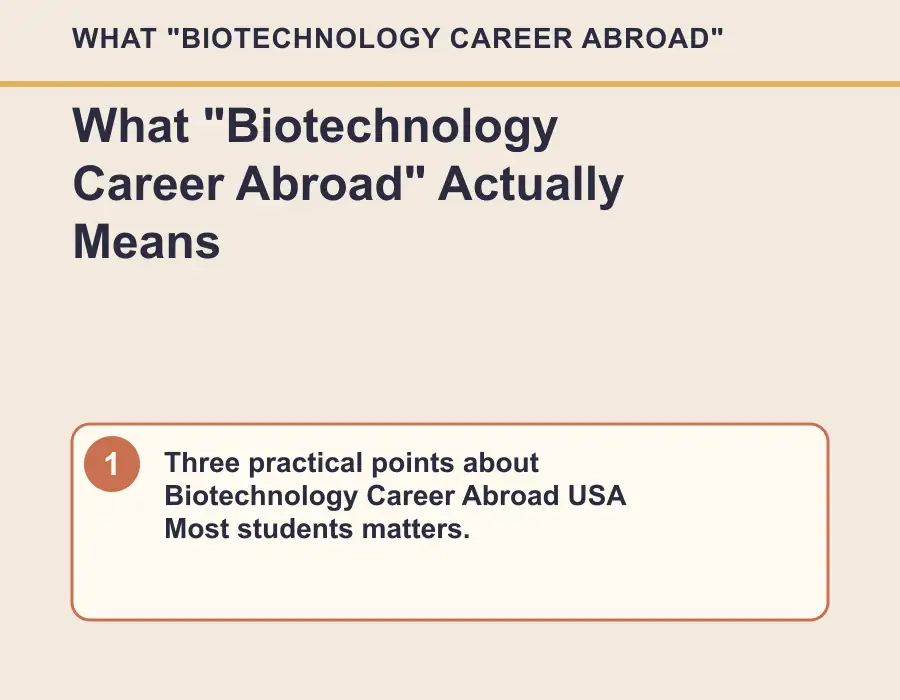 WHAT "BIOTECHNOLOGY CAREER ABROAD"
What "Biotechnology
Career Abroad" Actually
Means
1
Three practical points about
Biotechnology Career Abroad USA
Most students matters.